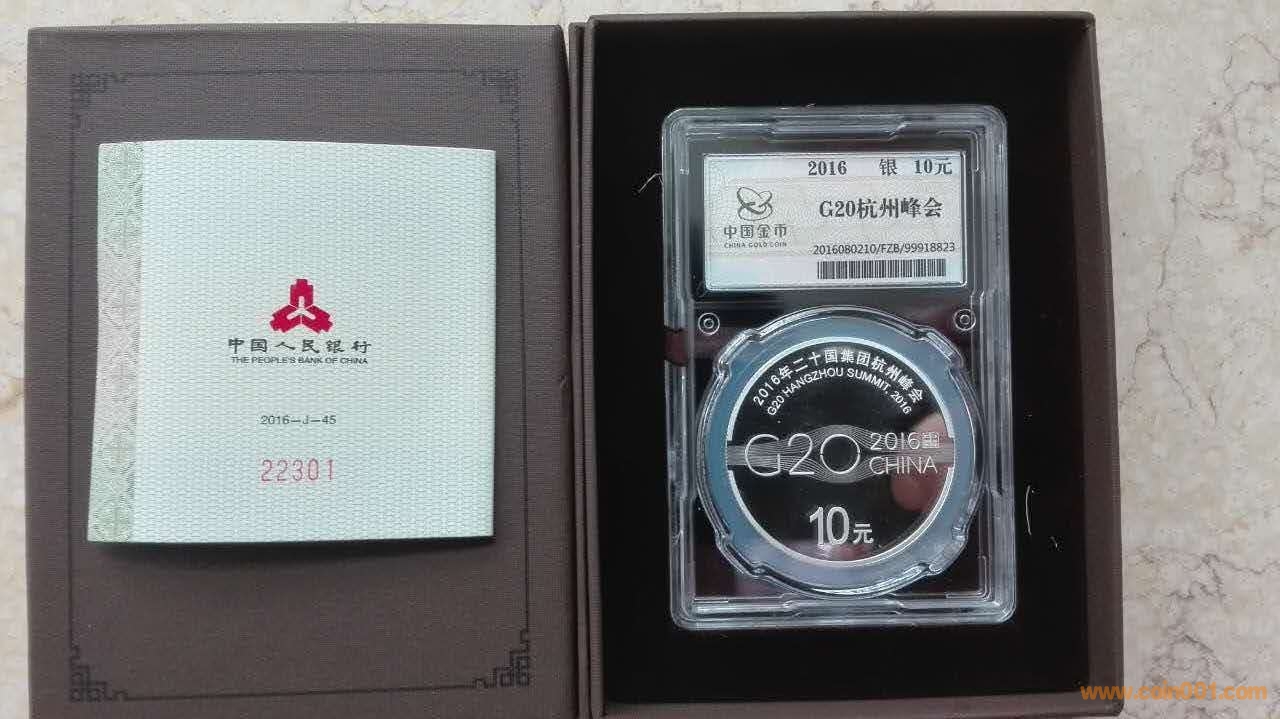 中国人民银行
THE PEOPLE'S BANK OF CHINA
2016-J-45
22301
2016 银 10元
中国金币
CHINA GOLD COIN
G20杭州峰会
2016080210/FZB/99918823
2016年二十国集团杭州峰会
G20 HANGZHOU SUMMIT, 2016
G20 2016
CHINA
10元
www.coin001.com